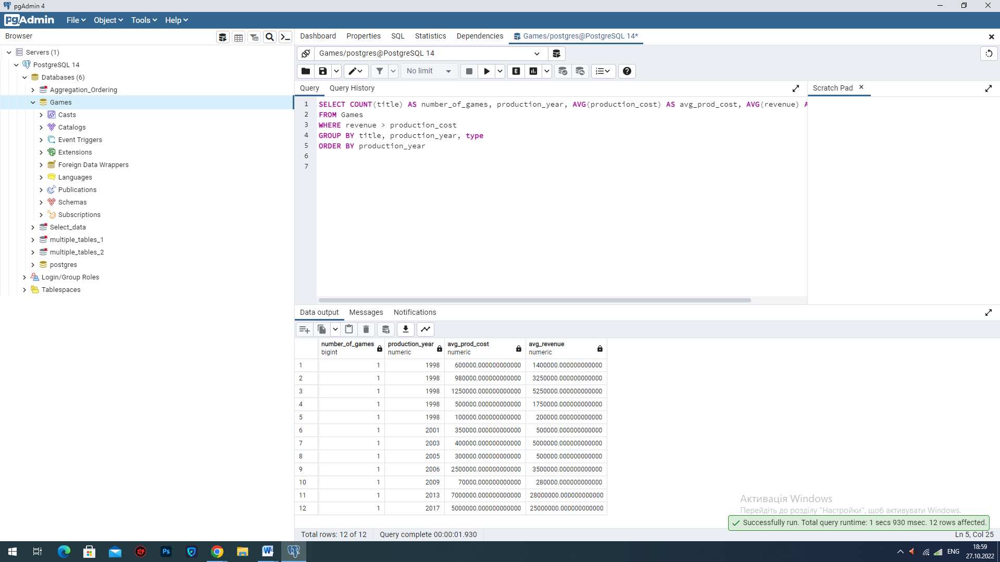 pgAdmin 4
pgAdmin File Object Tools Help
Browser
Dashboard Properties SQL Statistics Dependencies Games/postgres@PostgreSQL 14*
Servers (1)
PostgreSQL 14
Databases (6)
Aggregation_Ordering
Games
Casts
Catalogs
Event Triggers
Extensions
Foreign Data Wrappers
Languages
Publications
Schemas
Subscriptions
Select_data
multiple_tables_1
multiple_tables_2
postgres
Login/Group Roles
Tablespaces
Games/postgres@PostgreSQL 14
No limit
E
Query Query History
Scratch Pad
1 SELECT COUNT(title) AS number_of_games, production_year, AVG(production_cost) AS avg_prod_cost, AVG(revenue) A
2 FROM Games
3 WHERE revenue > production_cost
4 GROUP BY title, production_year, type
5 ORDER BY production_year
6
7
Data output Messages Notifications
number_of_games production_year avg_prod_cost avg_revenue
bigint numeric numeric numeric
1 1 1998 600000.000000000000 1400000.000000000000
2 1 1998 980000.000000000000 3250000.000000000000
3 1 1998 1250000.000000000000 5250000.000000000000
4 1 1998 500000.000000000000 1750000.000000000000
5 1 1998 100000.000000000000 200000.000000000000
6 1 2001 350000.000000000000 500000.000000000000
7 1 2003 400000.000000000000 5000000.000000000000
8 1 2005 300000.000000000000 500000.000000000000
9 1 2006 2500000.000000000000 3500000.000000000000
10 1 2009 70000.000000000000 280000.000000000000
11 1 2013 7000000.000000000000 28000000.000000000000
12 1 2017 5000000.000000000000 25000000.000000000000
Активація Windows
Перейдіть до розділу "Настройки", щоб активувати Windows.
Successfully run. Total query runtime: 1 secs 930 msec. 12 rows affected.
Total rows: 12 of 12 Query complete 00:00:01.930
Ln 5, Col 25
Ps
W
ENG
18:59
27.10.2022